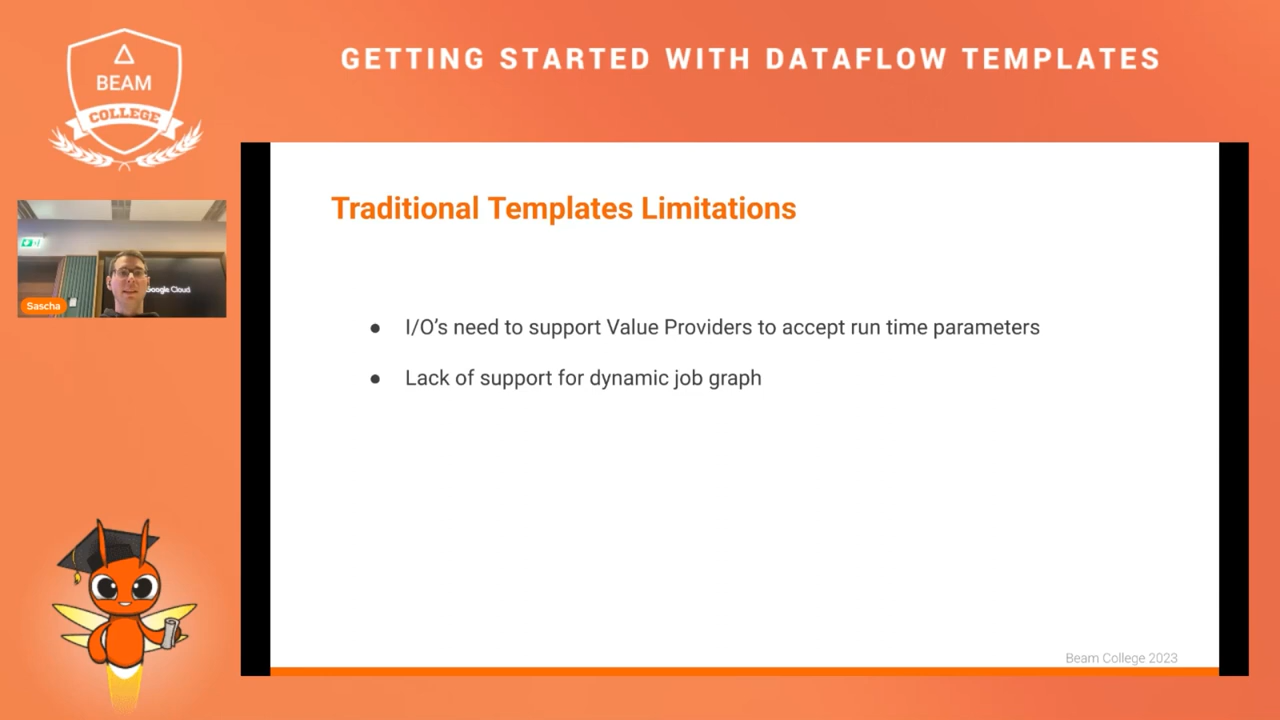 BEAM
COLLEGE
GETTING STARTED WITH DATAFLOW TEMPLATES
Sascha
Google Cloud
Traditional Templates Limitations
● I/O’s need to support Value Providers to accept run time parameters
● Lack of support for dynamic job graph
Beam College 2023